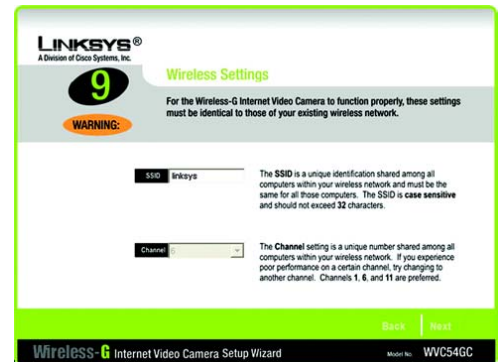 LINKSYS®
A Division of Cisco Systems, Inc.
9
WARNING:
Wireless Settings
For the Wireless-G Internet Video Camera to function properly, these settings
must be identical to those of your existing wireless network.
SSID linksys
The SSID is a unique identification shared among all
computers within your wireless network and must be the
same for all those computers. The SSID is case sensitive
and should not exceed 32 characters.
Channel 6
The Channel setting is a unique number shared among all
computers within your wireless network. If you experience
poor performance on a certain channel, try changing to
another channel. Channels 1, 6, and 11 are preferred.
Back Next
Wireless-G Internet Video Camera Setup Wizard
Model No. WVC54GC